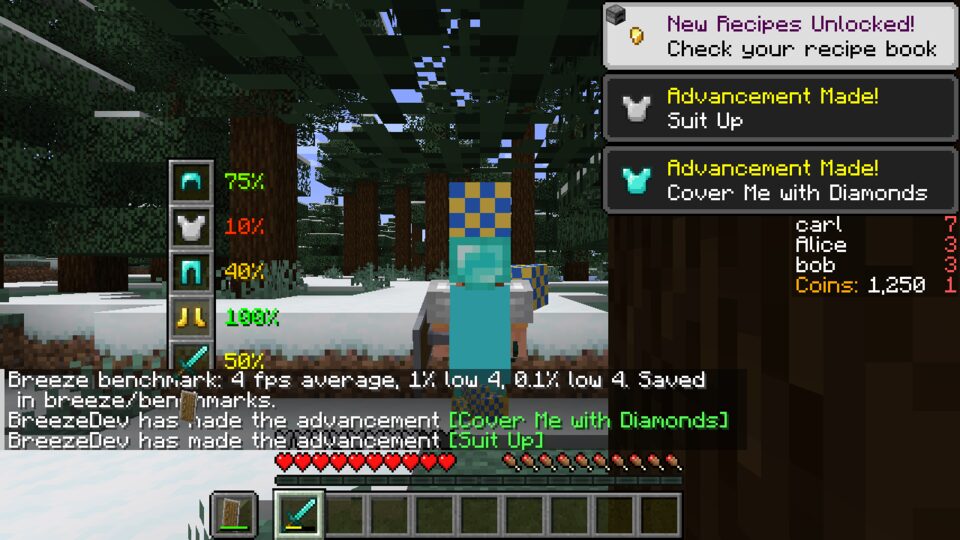 New Recipes Unlocked!
Check your recipe book
Advancement Made!
Suit Up
Advancement Made!
Cover Me with Diamonds
carl 7
Alice 3
bob 3
Coins: 1,250 1
75%
10%
40%
100%
50%
Breeze benchmark: 4 fps average, 1% low 4, 0.1% low 4. Saved
in breeze/benchmarks.
BreezeDev has made the advancement [Cover Me with Diamonds]
BreezeDev has made the advancement [Suit Up]